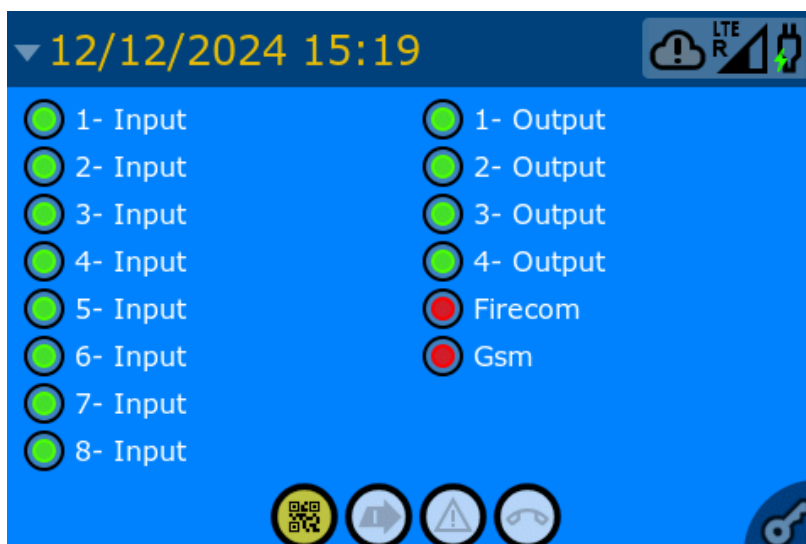 12/12/2024 15:19
LTE
R
1- Input
2- Input
3- Input
4- Input
5- Input
6- Input
7- Input
8- Input
1- Output
2- Output
3- Output
4- Output
Firecom
Gsm